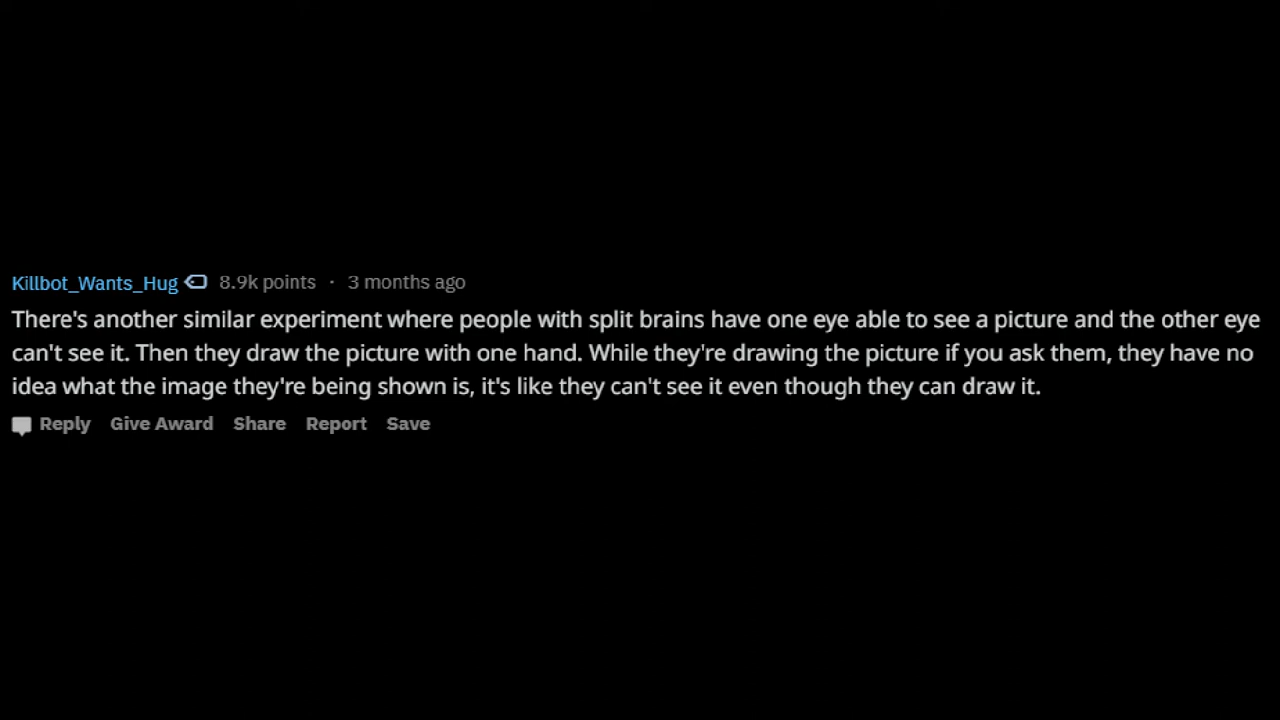 Killbot_Wants_Hug 8.9k points · 3 months ago
There's another similar experiment where people with split brains have one eye able to see a picture and the other eye
can't see it. Then they draw the picture with one hand. While they're drawing the picture if you ask them, they have no
idea what the image they're being shown is, it's like they can't see it even though they can draw it.
Reply Give Award Share Report Save